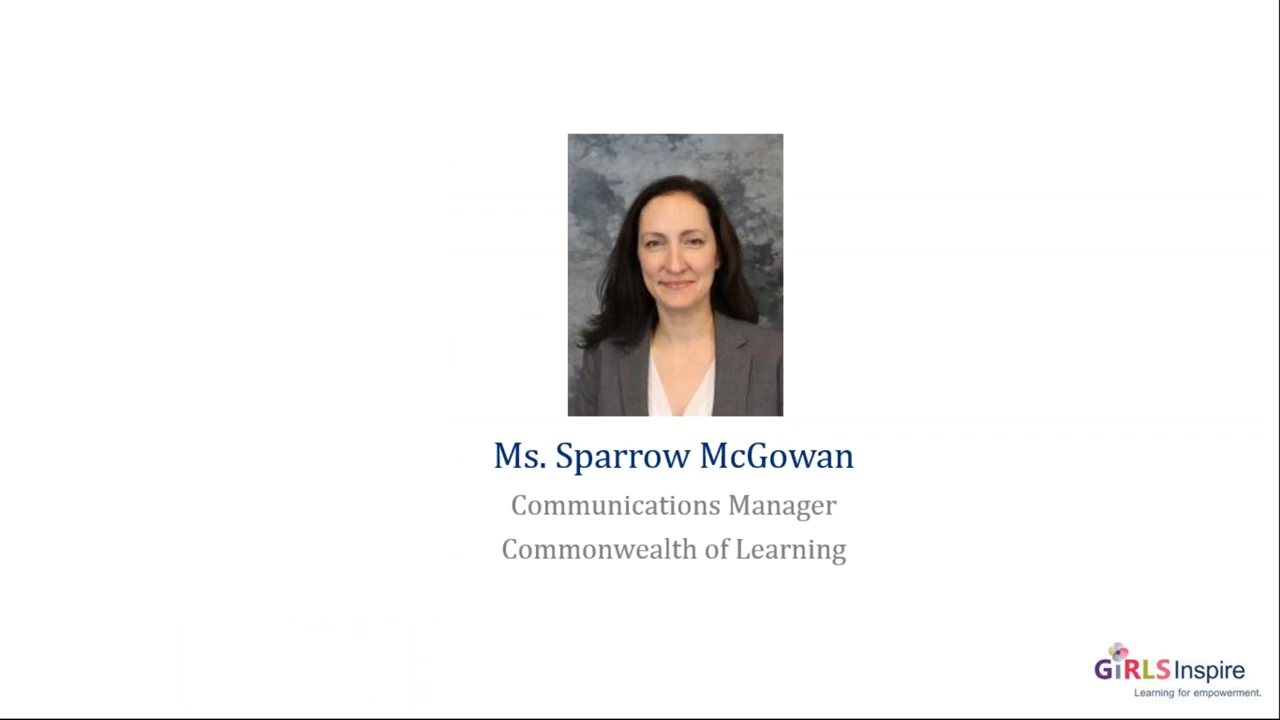 Ms. Sparrow McGowan
Communications Manager
Commonwealth of Learning
GiRLS Inspire
Learning for empowerment.